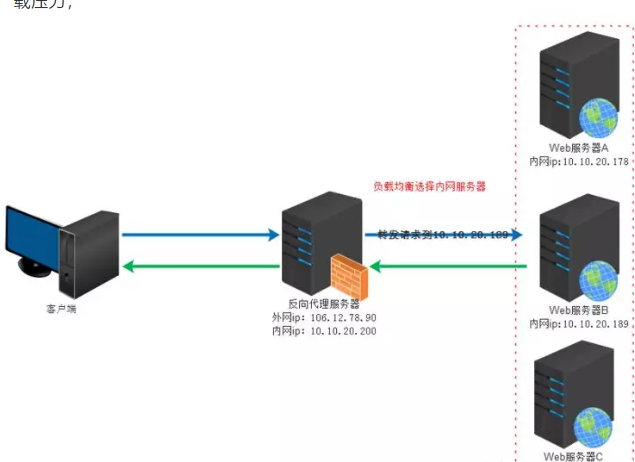 载压力；
Web服务器A
内网ip:10.10.20.178
负载均衡选择内网服务器
转发请求到10.10.20.189
客户端
反向代理服务器
外网ip: 106.12.78.90
内网ip: 10.10.20.200
Web服务器B
内网ip:10.10.20.189
Web服务器C